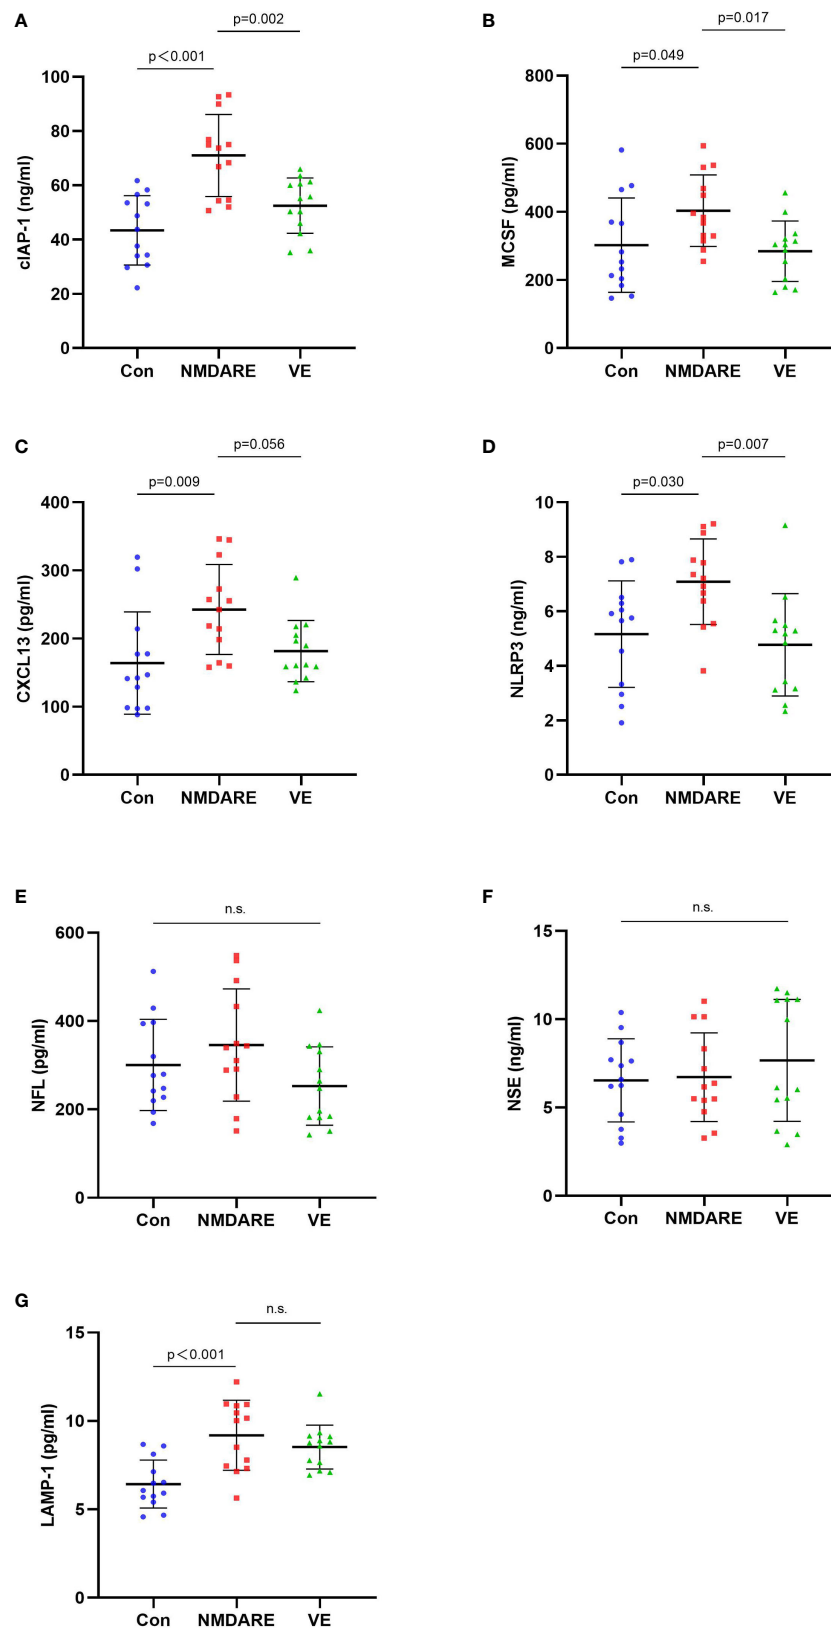 A
p=0.002
p<0.001
100
80
60
40
20
0
cIAP-1 (ng/ml)
Con NMDARE VE
B
p=0.017
p=0.049
800
600
400
200
0
MCSF (pg/ml)
Con NMDARE VE
C
p=0.056
p=0.009
400
300
200
100
0
CXCL13 (pg/ml)
Con NMDARE VE
D
p=0.007
p=0.030
10
8
6
4
2
0
NLRP3 (ng/ml)
Con NMDARE VE
E
n.s.
600
400
200
0
NFL (pg/ml)
Con NMDARE VE
F
n.s.
15
10
5
0
NSE (ng/ml)
Con NMDARE VE
G
n.s.
p<0.001
15
10
5
0
LAMP-1 (pg/ml)
Con NMDARE VE